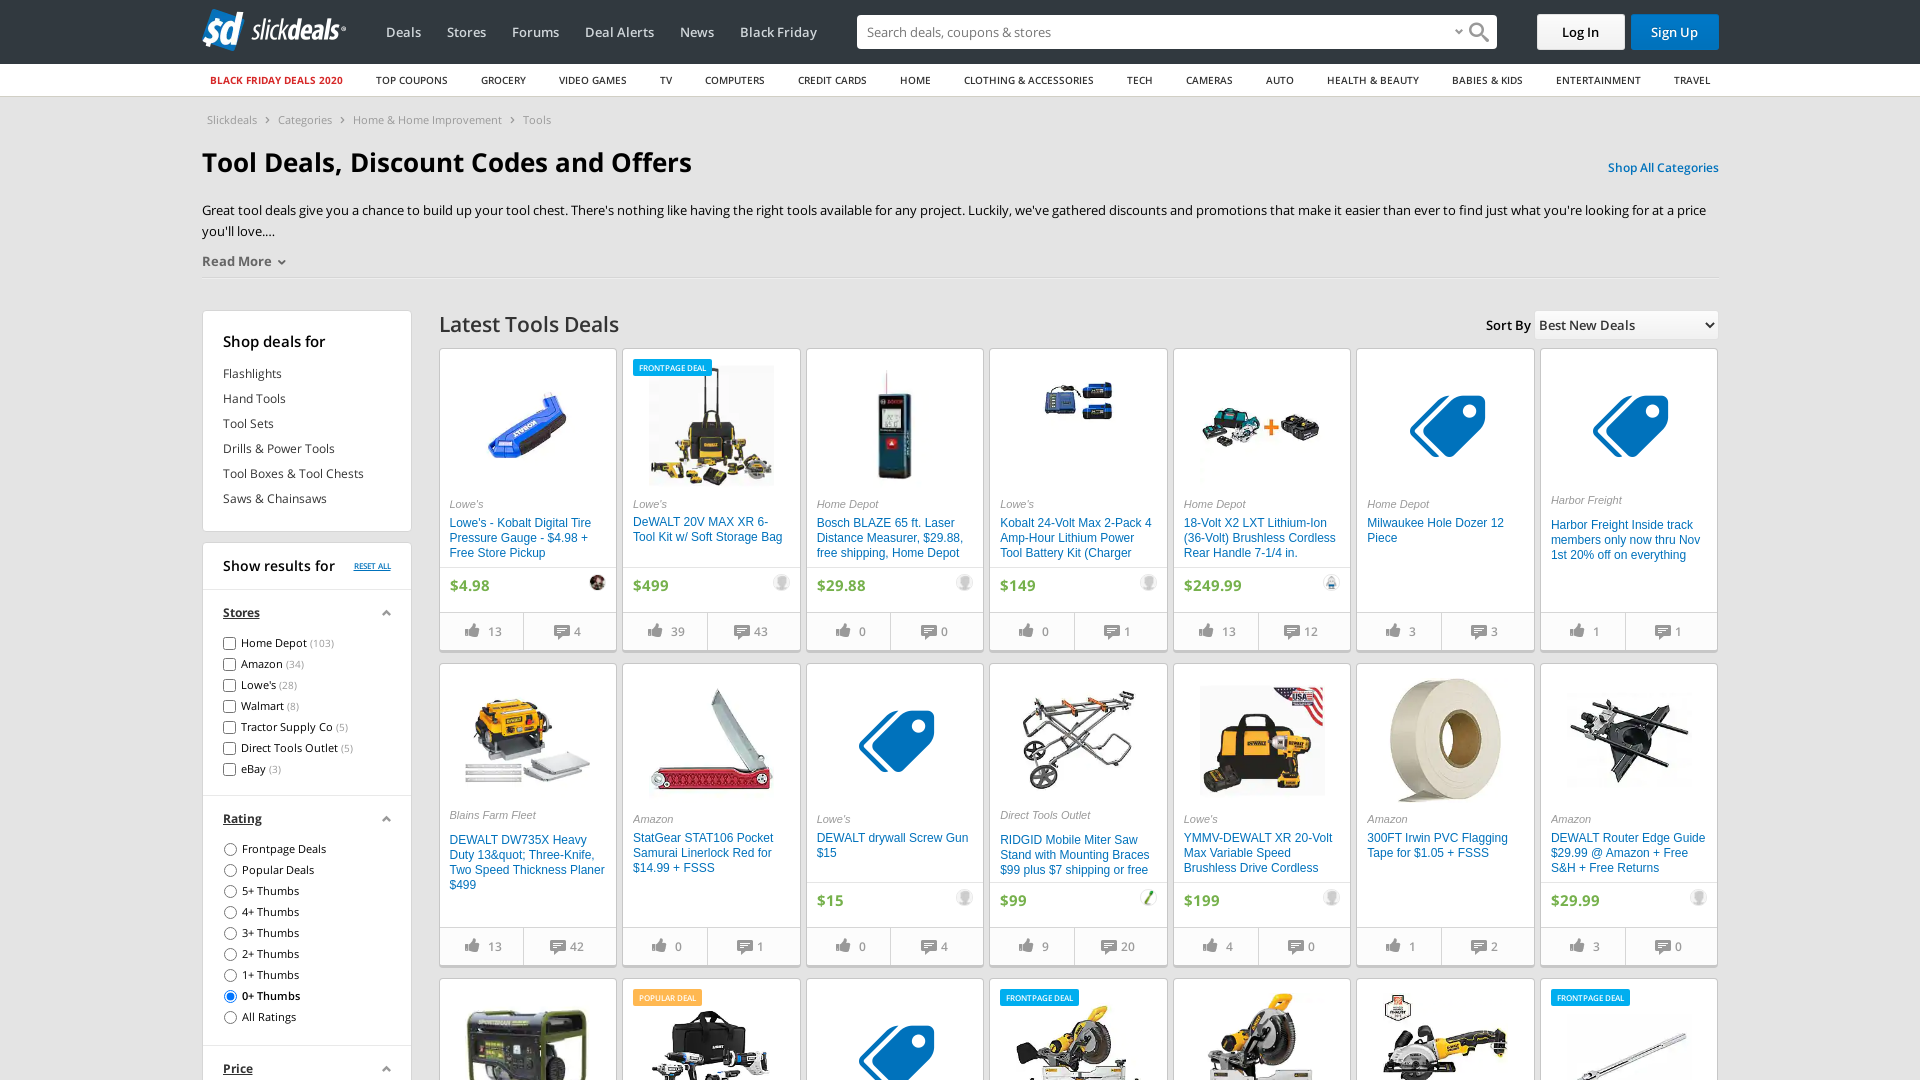 sd slickdeals
Deals
Stores
Forums
Deal Alerts
News
Black Friday
Search deals, coupons & stores
Log In
Sign Up
BLACK FRIDAY DEALS 2020
TOP COUPONS
GROCERY
VIDEO GAMES
TV
COMPUTERS
CREDIT CARDS
HOME
CLOTHING & ACCESSORIES
TECH
CAMERAS
AUTO
HEALTH & BEAUTY
BABIES & KIDS
ENTERTAINMENT
TRAVEL
Slickdeals > Categories > Home & Home Improvement > Tools
Tool Deals, Discount Codes and Offers
Shop All Categories
Great tool deals give you a chance to build up your tool chest. There's nothing like having the right tools available for any project. Luckily, we've gathered discounts and promotions that make it easier than ever to find just what you're looking for at a price
you'll love....
Read More
Shop deals for
Flashlights
Hand Tools
Tool Sets
Drills & Power Tools
Tool Boxes & Tool Chests
Saws & Chainsaws
Show results for
RESET ALL
Stores
Home Depot (103)
Amazon (34)
Lowe's (28)
Walmart (8)
Tractor Supply Co (5)
Direct Tools Outlet (5)
eBay (3)
Rating
Frontpage Deals
Popular Deals
5+ Thumbs
4+ Thumbs
3+ Thumbs
2+ Thumbs
1+ Thumbs
0+ Thumbs
All Ratings
Price
Latest Tools Deals
Sort By
Best New Deals
KOBALT
Lowe's
Lowe's - Kobalt Digital Tire
Pressure Gauge - $4.98 +
Free Store Pickup
$4.98
13
4
FRONTPAGE DEAL
Lowe's
DeWALT 20V MAX XR 6-
Tool Kit w/ Soft Storage Bag
$499
39
43
BOSCH
Home Depot
Bosch BLAZE 65 ft. Laser
Distance Measurer, $29.88,
free shipping, Home Depot
$29.88
0
0
Lowe's
Kobalt 24-Volt Max 2-Pack 4
Amp-Hour Lithium Power
Tool Battery Kit (Charger
$149
0
1
Home Depot
18-Volt X2 LXT Lithium-Ion
(36-Volt) Brushless Cordless
Rear Handle 7-1/4 in.
$249.99
13
12
Home Depot
Milwaukee Hole Dozer 12
Piece
3
3
Harbor Freight
Harbor Freight Inside track
members only now thru Nov
1st 20% off on everything
1
1
Blains Farm Fleet
DEWALT DW735X Heavy
Duty 13&quot; Three-Knife,
Two Speed Thickness Planer
$499
13
42
Amazon
StatGear STAT106 Pocket
Samurai Linerlock Red for
$14.99 + FSSS
0
1
Lowe's
DEWALT drywall Screw Gun
$15
$15
0
4
Direct Tools Outlet
RIDGID Mobile Miter Saw
Stand with Mounting Braces
$99 plus $7 shipping or free
$99
9
20
USA
Lowe's
YMMV-DEWALT XR 20-Volt
Max Variable Speed
Brushless Drive Cordless
$199
4
0
Amazon
300FT Irwin PVC Flagging
Tape for $1.05 + FSSS
1
2
Amazon
DEWALT Router Edge Guide
$29.99 @ Amazon + Free
S&H + Free Returns
$29.99
3
0
POPULAR DEAL
FRONTPAGE DEAL
FRONTPAGE DEAL